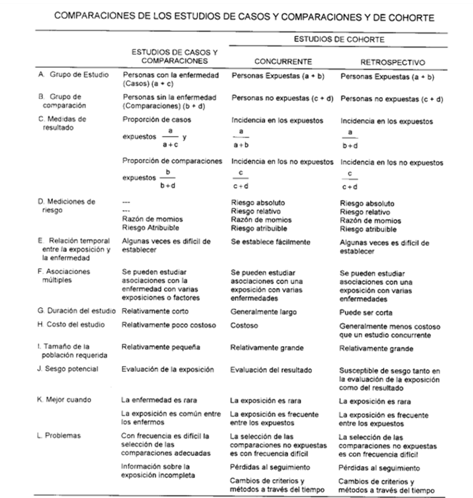 COMPARACIONES DE LOS ESTUDIOS DE CASOS Y COMPARACIONES Y DE COHORTE
ESTUDIOS DE COHORTE
ESTUDIOS DE CASOS Y COMPARACIONES
CONCURRENTE
RETROSPECTIVO
A. Grupo de Estudio
Personas con la enfermedad (Casos) (a + c)
Personas Expuestas (a + b)
Personas Expuestas (a + b)
B. Grupo de comparación
Personas sin la enfermedad (Comparaciones) (b + d)
Personas no expuestas (c + d)
Personas no expuestas (c + d)
C. Medidas de resultado
Proporción de casos expuestos a / a+c y
Incidencia en los expuestos a / a+b
Incidencia en los expuestos a / b+d
Proporción de comparaciones expuestos b / b+d
Incidencia en los no expuestos c / c+d
Incidencia en los no expuestos c / c+d
D. Mediciones de riesgo
---
---
Razón de momios
Riesgo Atribuible
Riesgo absoluto
Riesgo relativo
Razón de momios
Riesgo atribuible
Riesgo absoluto
Riesgo relativo
Razón de momios
Riesgo atribuible
E. Relación temporal entre la exposición y la enfermedad
Algunas veces es difícil de establecer
Se establece fácilmente
Algunas veces es difícil de establecer
F. Asociaciones múltiples
Se pueden estudiar asociaciones con la enfermedad con varias exposiciones o factores
Se pueden estudiar asociaciones con una exposición con varias enfermedades
Se pueden estudiar asociaciones con una exposición con varias enfermedades
G. Duración del estudio
Relativamente corto
Generalmente largo
Puede ser corta
H. Costo del estudio
Relativamente poco costoso
Costoso
Generalmente menos costoso que un estudio concurrente
I. Tamaño de la población requerida
Relativamente pequeña
Relativamente grande
Relativamente grande
J. Sesgo potencial
Evaluación de la exposición
Evaluación del resultado
Susceptible de sesgo tanto en la evaluación de la exposición como del resultado
K. Mejor cuando
La enfermedad es rara
La exposición es rara
La exposición es rara
La exposición es común entre los enfermos
La exposición es frecuente entre los expuestos
La exposición es frecuente entre los expuestos
L. Problemas
Con frecuencia es difícil la selección de las comparaciones adecuadas
La selección de las comparaciones no expuestas es con frecuencia difícil
La selección de las comparaciones no expuestas es con frecuencia difícil
Información sobre la exposición incompleta
Pérdidas al seguimiento
Pérdidas al seguimiento
Cambios de criterios y métodos a través del tiempo
Cambios de criterios y métodos a través del tiempo